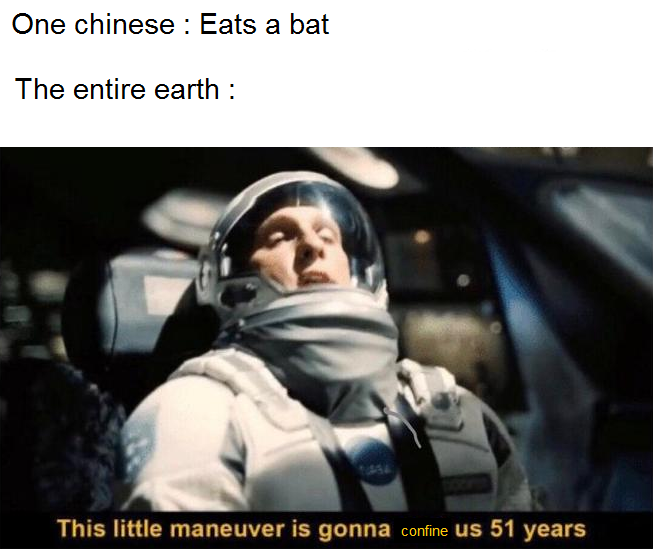 One chinese : Eats a bat
The entire earth :
This little maneuver is gonna confine us 51 years